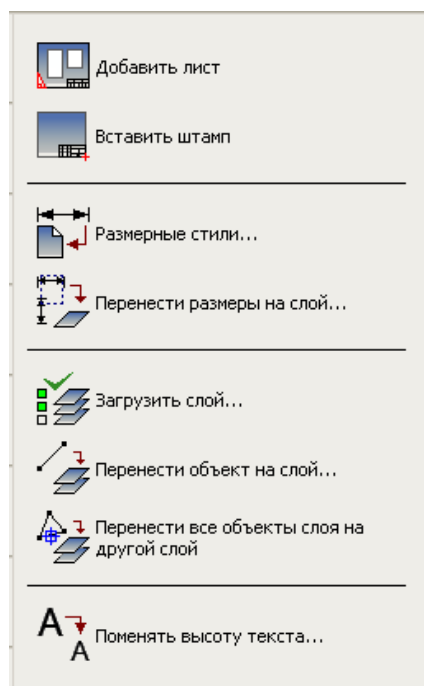 Добавить лист
Вставить штамп
Размерные стили...
Перенести размеры на слой...
Загрузить слой...
Перенести объект на слой...
Перенести все объекты слоя на
другой слой
Поменять высоту текста...